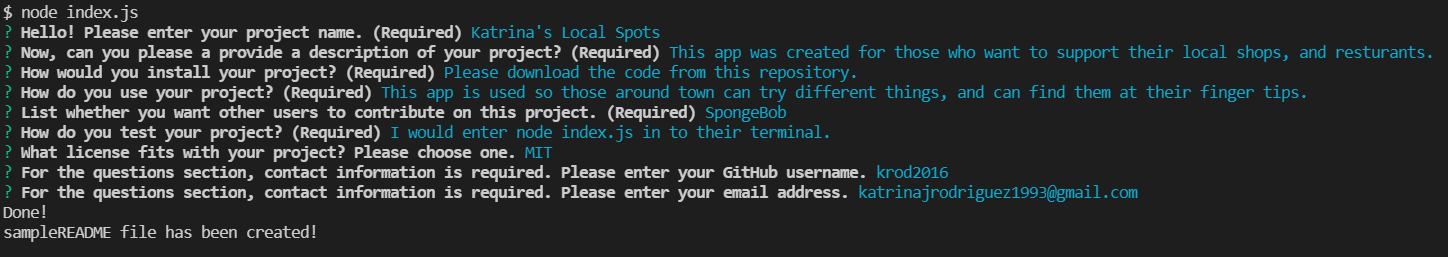 $ node index.js
? Hello! Please enter your project name. (Required) Katrina's Local Spots
? Now, can you please a provide a description of your project? (Required) This app was created for those who want to support their local shops, and resturants.
? How would you install your project? (Required) Please download the code from this repository.
? How do you use your project? (Required) This app is used so those around town can try different things, and can find them at their finger tips.
? List whether you want other users to contribute on this project. (Required) SpongeBob
? How do you test your project? (Required) I would enter node index.js in to their terminal.
? What license fits with your project? Please choose one. MIT
? For the questions section, contact information is required. Please enter your GitHub username. krod2016
? For the questions section, contact information is required. Please enter your email address. katrinajrodriguez1993@gmail.com
Done!
sampleREADME file has been created!